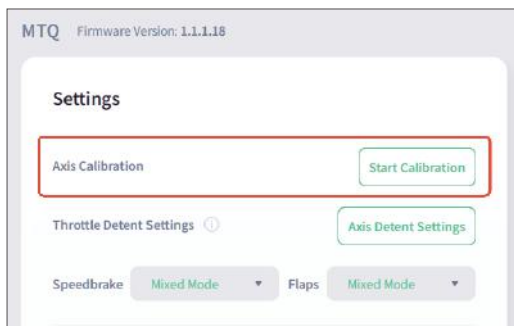 MTQ Firmware Version: 1.1.1.18
Settings
Axis Calibration Start Calibration
Throttle Detent Settings Axis Detent Settings
Speedbrake Mixed Mode Flaps Mixed Mode